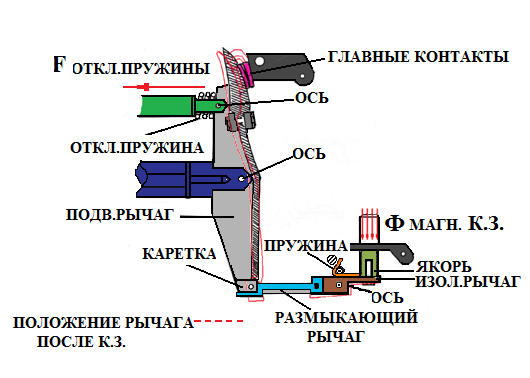 ГЛАВНЫЕ КОНТАКТЫ
F ОТКЛ.ПРУЖИНЫ
ОСЬ
ОТКЛ.ПРУЖИНА
ОСЬ
ПОДВ.РЫЧАГ
Ф МАГН. К.З.
ПРУЖИНА
КАРЕТКА
ЯКОРЬ
ИЗОЛ.РЫЧАГ
ОСЬ
РАЗМЫКАЮЩИЙ
РЫЧАГ
ПОЛОЖЕНИЕ РЫЧАГА
ПОСЛЕ К.З.